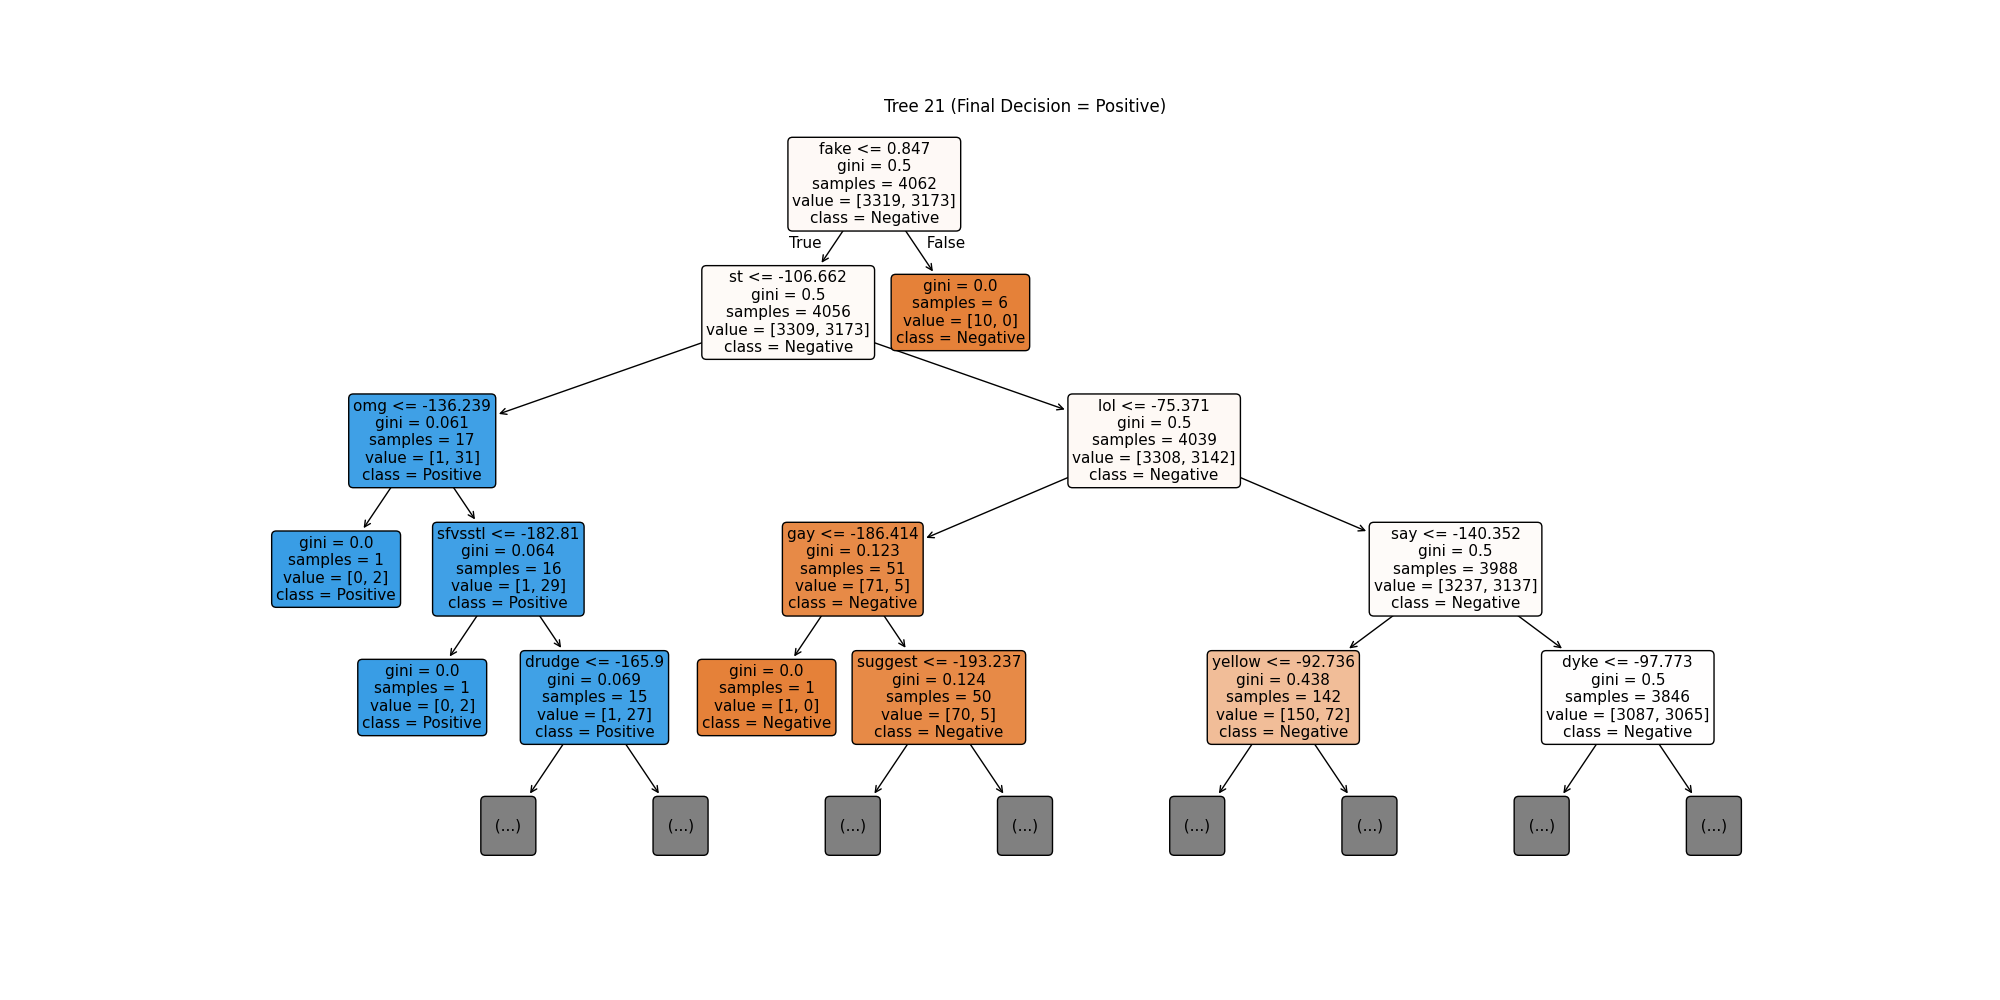 Tree 21 (Final Decision = Positive)
fake <= 0.847
gini = 0.5
samples = 4062
value = [3319, 3173]
class = Negative
True
False
st <= -106.662
gini = 0.5
samples = 4056
value = [3309, 3173]
class = Negative
gini = 0.0
samples = 6
value = [10, 0]
class = Negative
omg <= -136.239
gini = 0.061
samples = 17
value = [1, 31]
class = Positive
lol <= -75.371
gini = 0.5
samples = 4039
value = [3308, 3142]
class = Negative
gini = 0.0
samples = 1
value = [0, 2]
class = Positive
sfvsstl <= -182.81
gini = 0.064
samples = 16
value = [1, 29]
class = Positive
gay <= -186.414
gini = 0.123
samples = 51
value = [71, 5]
class = Negative
say <= -140.352
gini = 0.5
samples = 3988
value = [3237, 3137]
class = Negative
gini = 0.0
samples = 1
value = [0, 2]
class = Positive
drudge <= -165.9
gini = 0.069
samples = 15
value = [1, 27]
class = Positive
gini = 0.0
samples = 1
value = [1, 0]
class = Negative
suggest <= -193.237
gini = 0.124
samples = 50
value = [70, 5]
class = Negative
yellow <= -92.736
gini = 0.438
samples = 142
value = [150, 72]
class = Negative
dyke <= -97.773
gini = 0.5
samples = 3846
value = [3087, 3065]
class = Negative
(...)
(...)
(...)
(...)
(...)
(...)
(...)
(...)